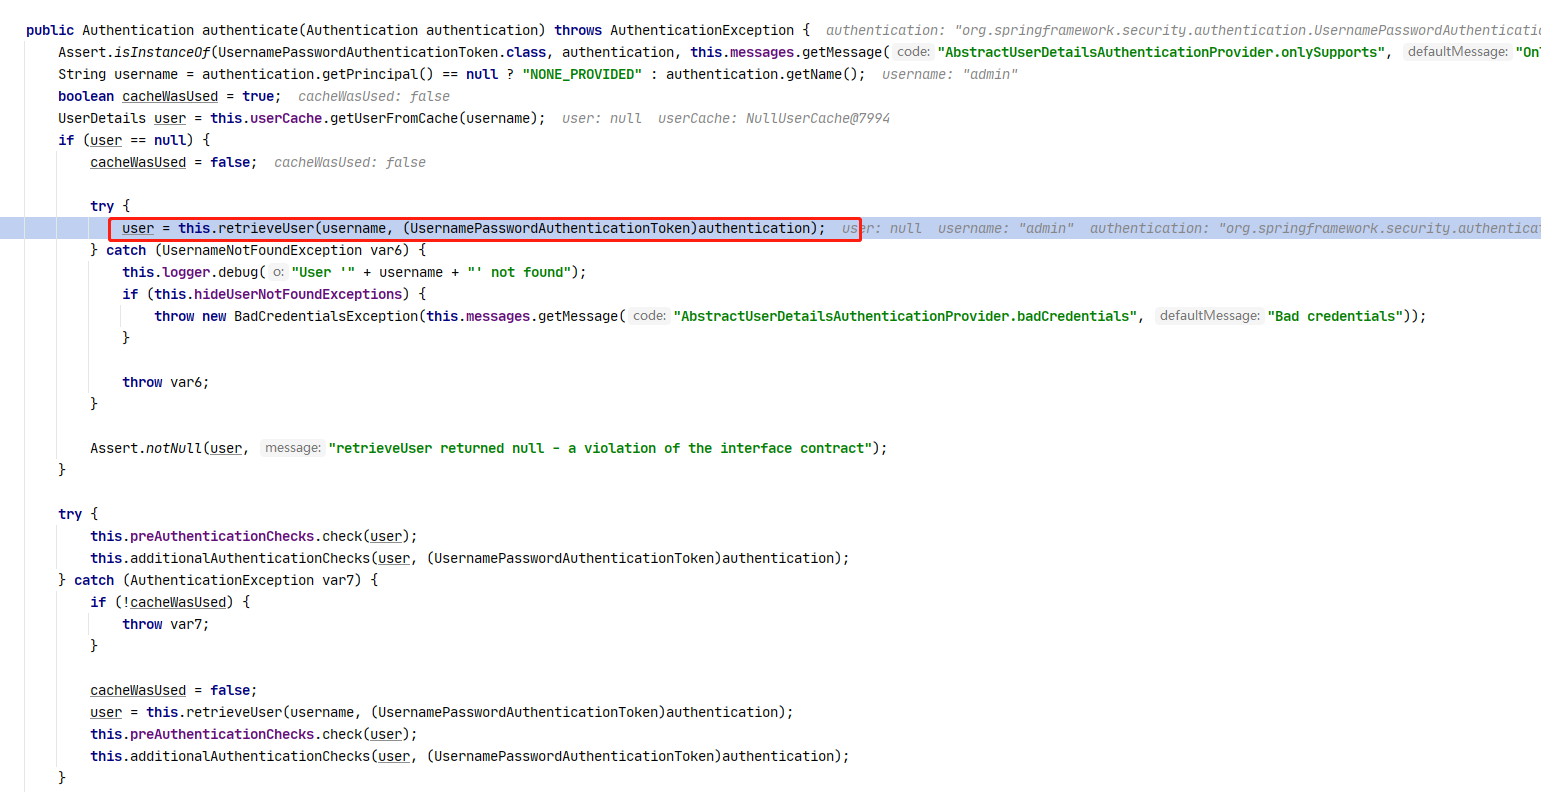 public Authentication authenticate(Authentication authentication) throws AuthenticationException {  authentication: "org.springframework.security.authentication.UsernamePasswordAuthentica
Assert.isInstanceOf(UsernamePasswordAuthenticationToken.class, authentication, this.messages.getMessage( code: "AbstractUserDetailsAuthenticationProvider.onlySupports", defaultMessage: "Onl
String username = authentication.getPrincipal() == null ? "NONE_PROVIDED" : authentication.getName();  username: "admin"
boolean cacheWasUsed = true;  cacheWasUsed: false
UserDetails user = this.userCache.getUserFromCache(username);  user: null  userCache: NullUserCache@7994
if (user == null) {
cacheWasUsed = false;  cacheWasUsed: false
try {
user = this.retrieveUser(username, (UsernamePasswordAuthenticationToken)authentication);  user: null  username: "admin"  authentication: "org.springframework.security.authenticat
} catch (UsernameNotFoundException var6) {
this.logger.debug( o: "User '" + username + "' not found");
if (this.hideUserNotFoundExceptions) {
throw new BadCredentialsException(this.messages.getMessage( code: "AbstractUserDetailsAuthenticationProvider.badCredentials", defaultMessage: "Bad credentials"));
}
throw var6;
}
Assert.notNull(user, message: "retrieveUser returned null - a violation of the interface contract");
}
try {
this.preAuthenticationChecks.check(user);
this.additionalAuthenticationChecks(user, (UsernamePasswordAuthenticationToken)authentication);
} catch (AuthenticationException var7) {
if (!cacheWasUsed) {
throw var7;
}
cacheWasUsed = false;
user = this.retrieveUser(username, (UsernamePasswordAuthenticationToken)authentication);
this.preAuthenticationChecks.check(user);
this.additionalAuthenticationChecks(user, (UsernamePasswordAuthenticationToken)authentication);
}